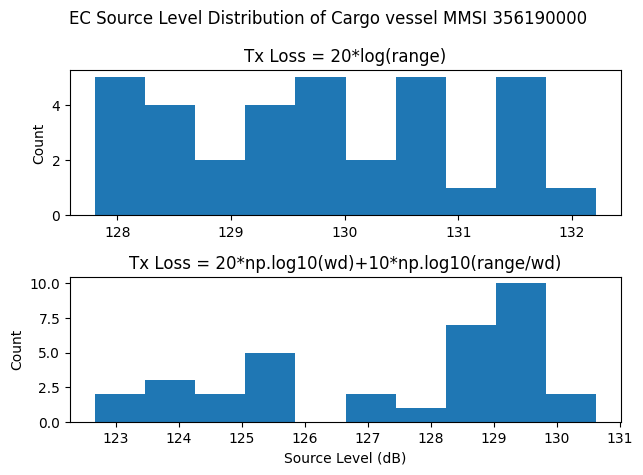 EC Source Level Distribution of Cargo vessel MMSI 356190000
Tx Loss = 20*log(range)
4
2
0
Count
128 129 130 131 132
Tx Loss = 20*np.log10(wd)+10*np.log10(range/wd)
10.0
7.5
5.0
2.5
0.0
Count
123 124 125 126 127 128 129 130 131
Source Level (dB)